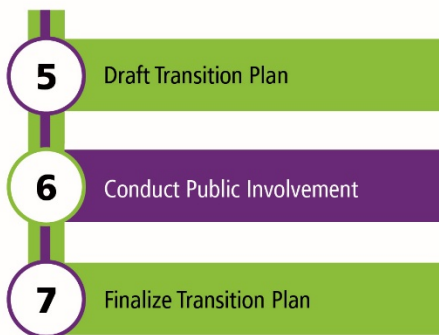 5 Draft Transition Plan
6 Conduct Public Involvement
7 Finalize Transition Plan